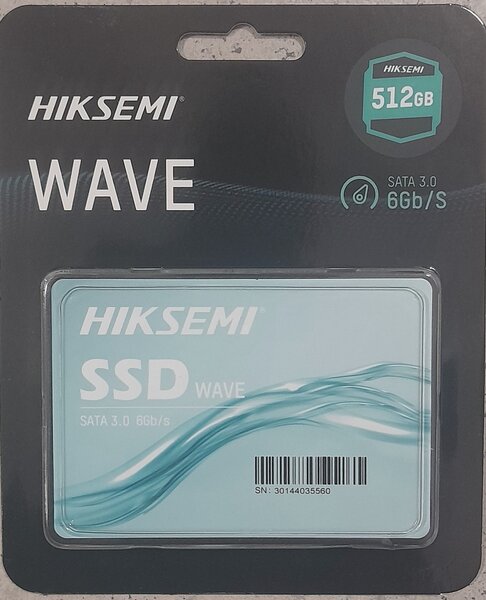 HIKSEMI®
HIKSEMI
512GB
WAVE
SATA 3.0
6Gb/S
HIKSEMI
SSD WAVE
SATA 3.0 6Gb/s
SN: 30144035560